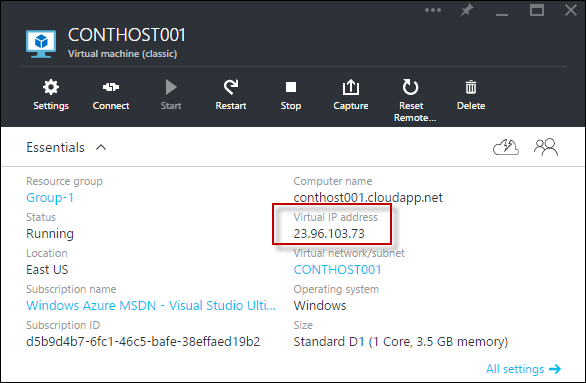 CONTHOST001
Virtual machine (classic)
Settings
Connect
Start
Restart
Stop
Capture
Reset Remote...
Delete
Essentials
Resource group
Group-1
Computer name
conthost001.cloudapp.net
Status
Running
Virtual IP address
23.96.103.73
Location
East US
Virtual network/subnet
CONTHOST001
Subscription name
Windows Azure MSDN - Visual Studio Ulti...
Operating system
Windows
Subscription ID
d5b9d4b7-6fc1-46c5-bafe-38effaed19b2
Size
Standard D1 (1 Core, 3.5 GB memory)
All settings